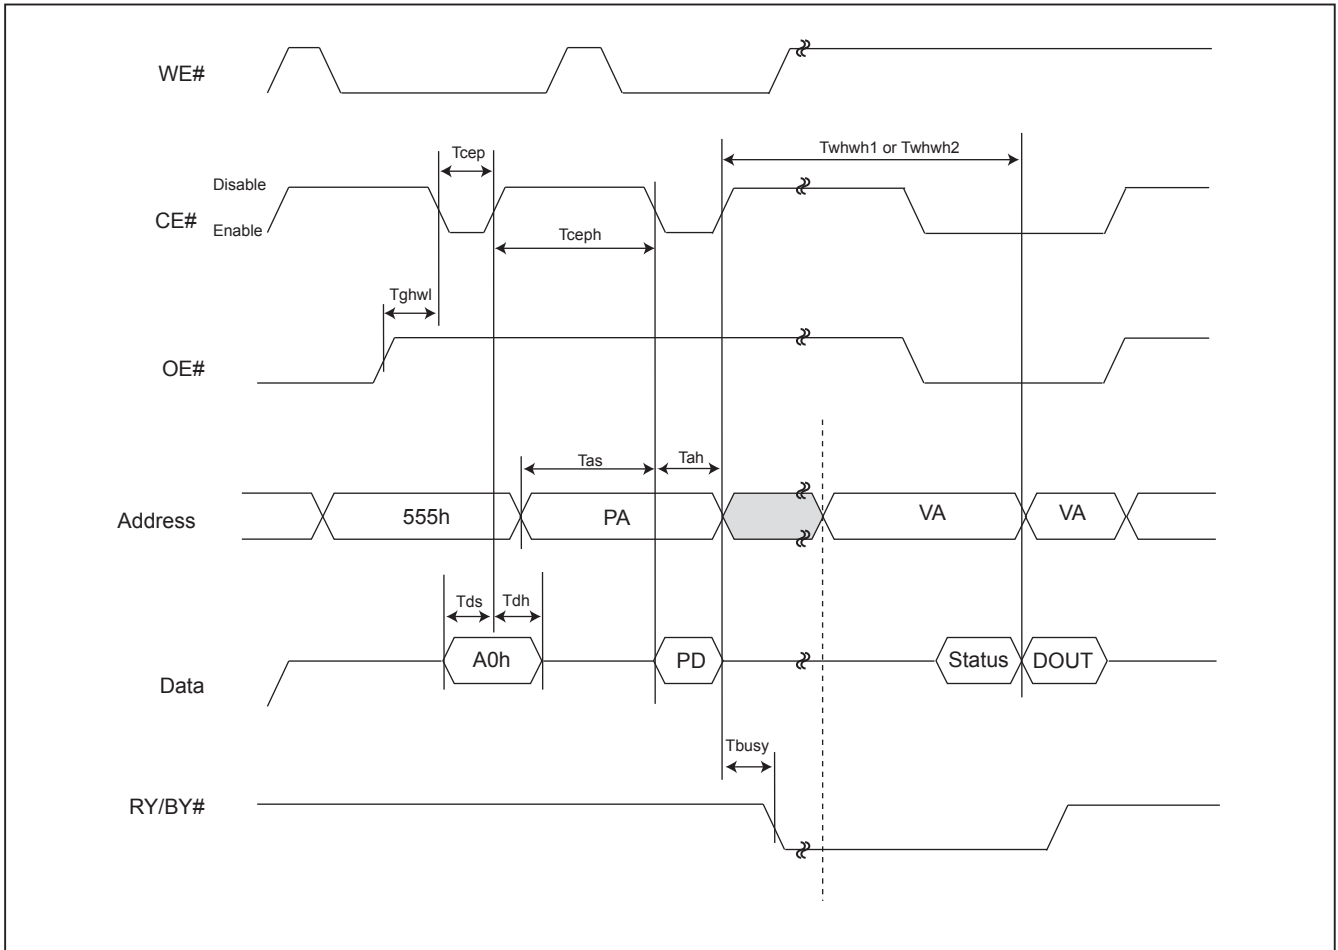 WE#
Twhwh1 or Twhwh2
Tcep
Disable
CE#
Enable
Tceph
Tghwl
OE#
Tas
Tah
Address
555h
PA
VA
VA
Tds
Tdh
Data
A0h
PD
Status
DOUT
Tbusy
RY/BY#